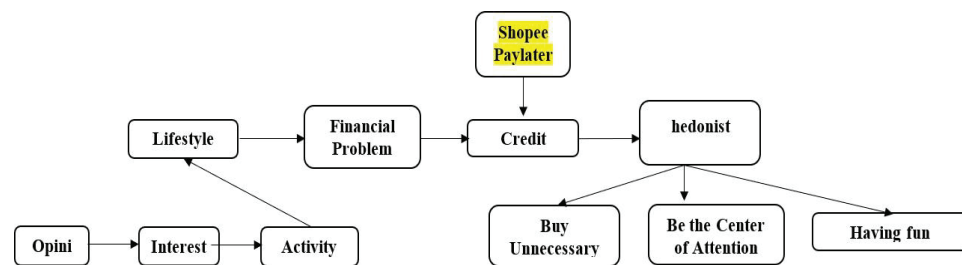 Shopee
Paylater
Lifestyle
Financial
Problem
Credit
hedonist
Opini
Interest
Activity
Buy
Unnecessary
Be the Center
of Attention
Having fun